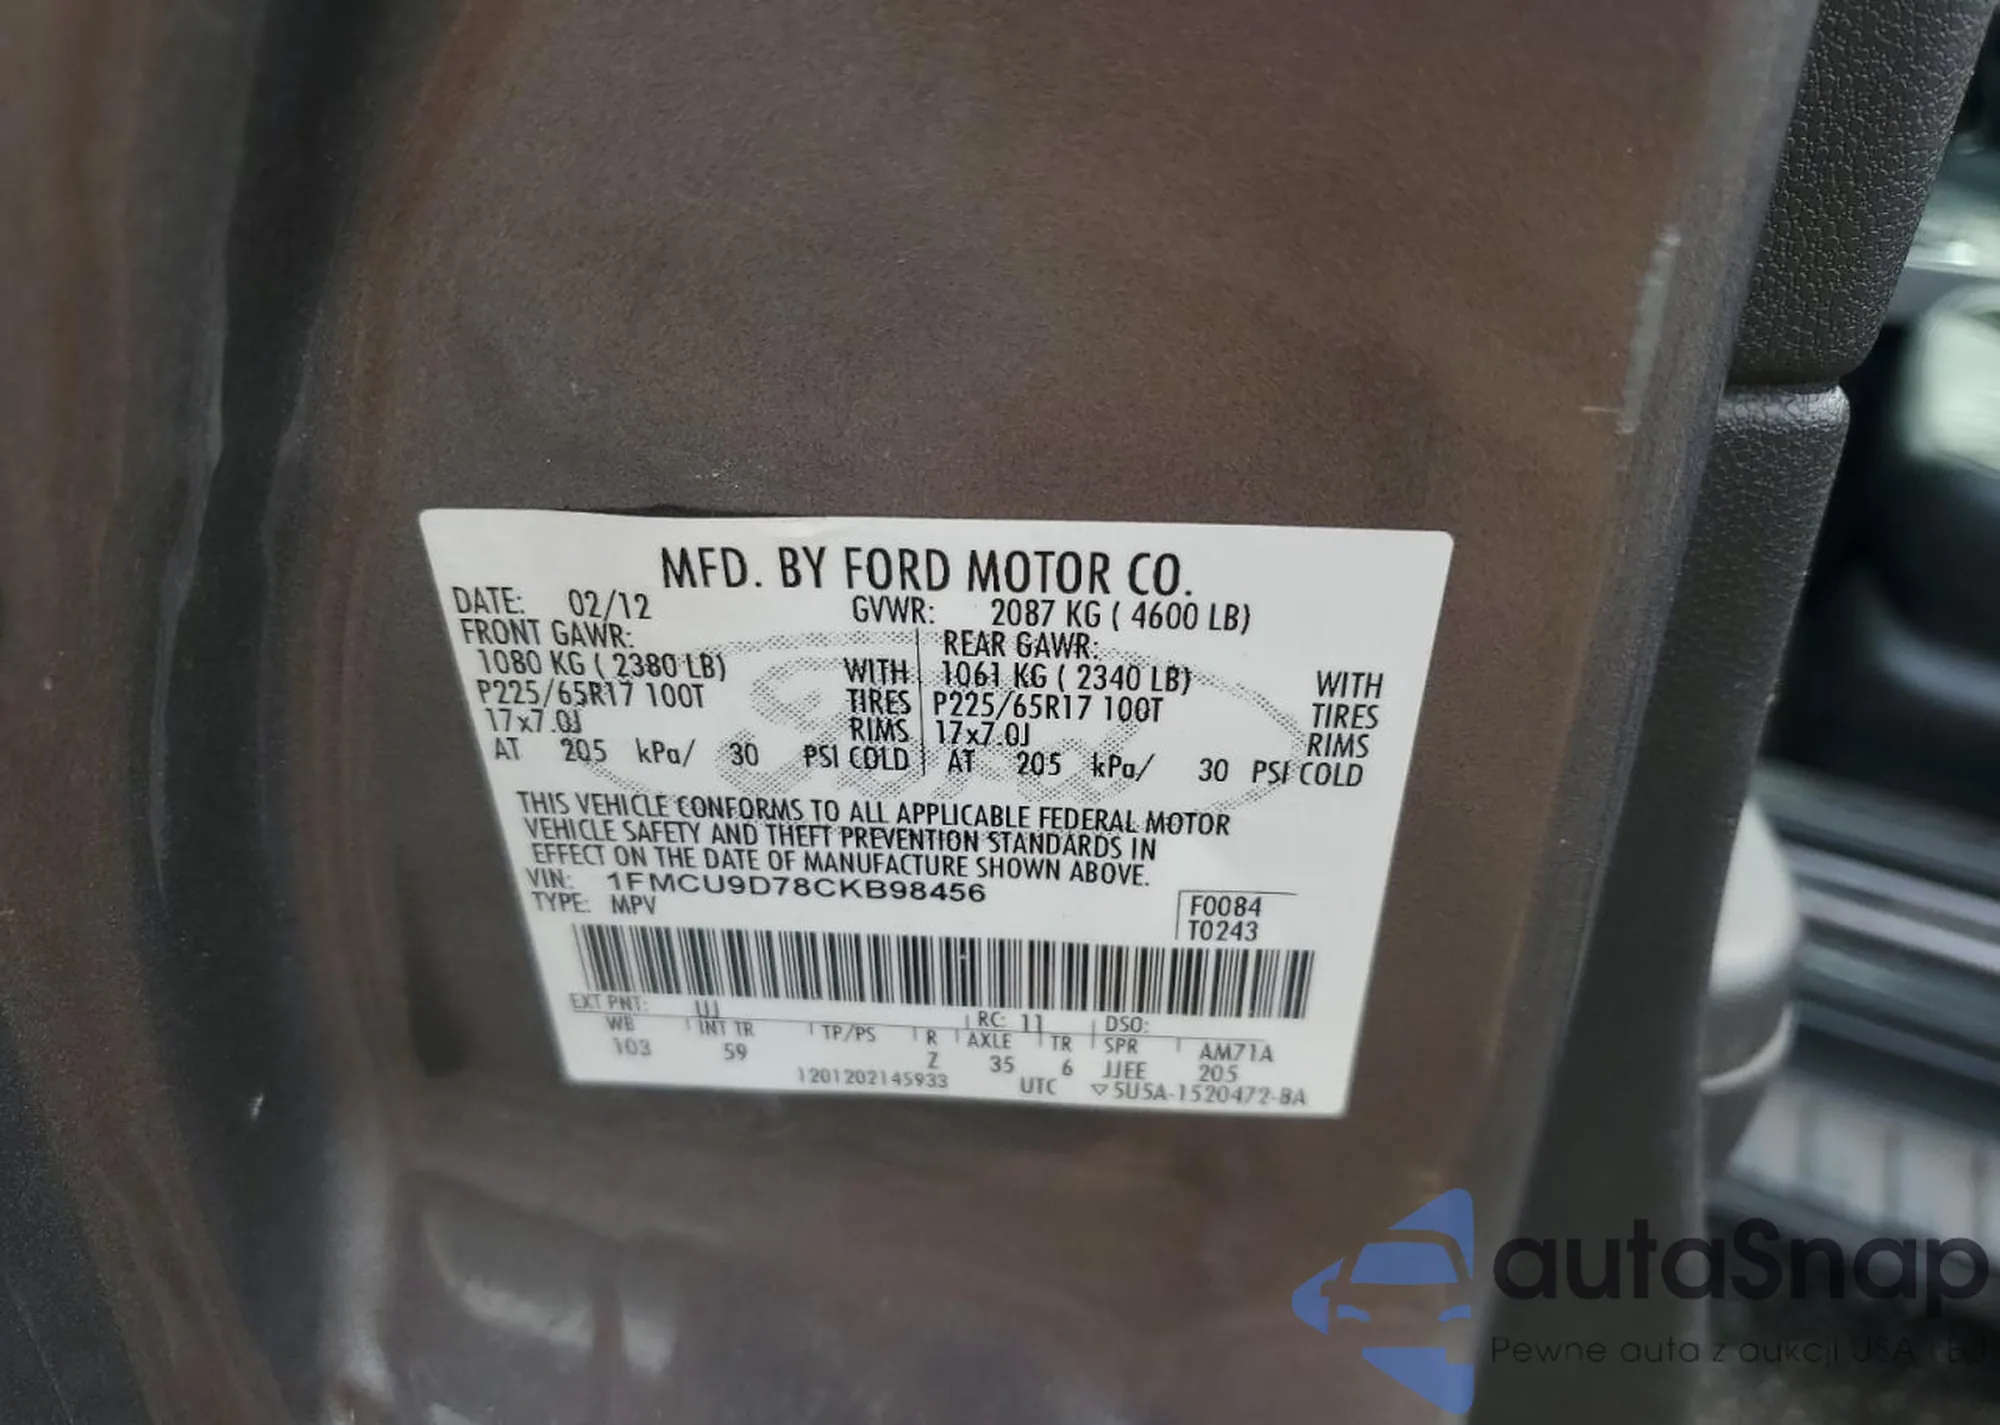 MFD. BY FORD MOTOR CO.
DATE: 02/12 GVWR: 2087 KG ( 4600 LB)
FRONT GAWR: REAR GAWR:
1080 KG ( 2380 LB) WITH 1061 KG ( 2340 LB) WITH
P225/65R17 100T TIRES P225/65R17 100T TIRES
17x7.0J RIMS 17x7.0J RIMS
AT 205 kPa/ 30 PSI COLD AT 205 kPa/ 30 PSI COLD
THIS VEHICLE CONFORMS TO ALL APPLICABLE FEDERAL MOTOR
VEHICLE SAFETY AND THEFT PREVENTION STANDARDS IN
EFFECT ON THE DATE OF MANUFACTURE SHOWN ABOVE.
VIN: 1FMCU9D78CKB98456
TYPE: MPV
F0084
T0243
EXT PNT: UJ RC: 11 DSO:
WB INT TR TP/PS R AXLE TR SPR AM71A
103 59 Z 35 6 JJEE 205
1201202145933 UTC ▽5U5A-1520472-BA
autaSnap
Pewne auta z aukcji USA i EU